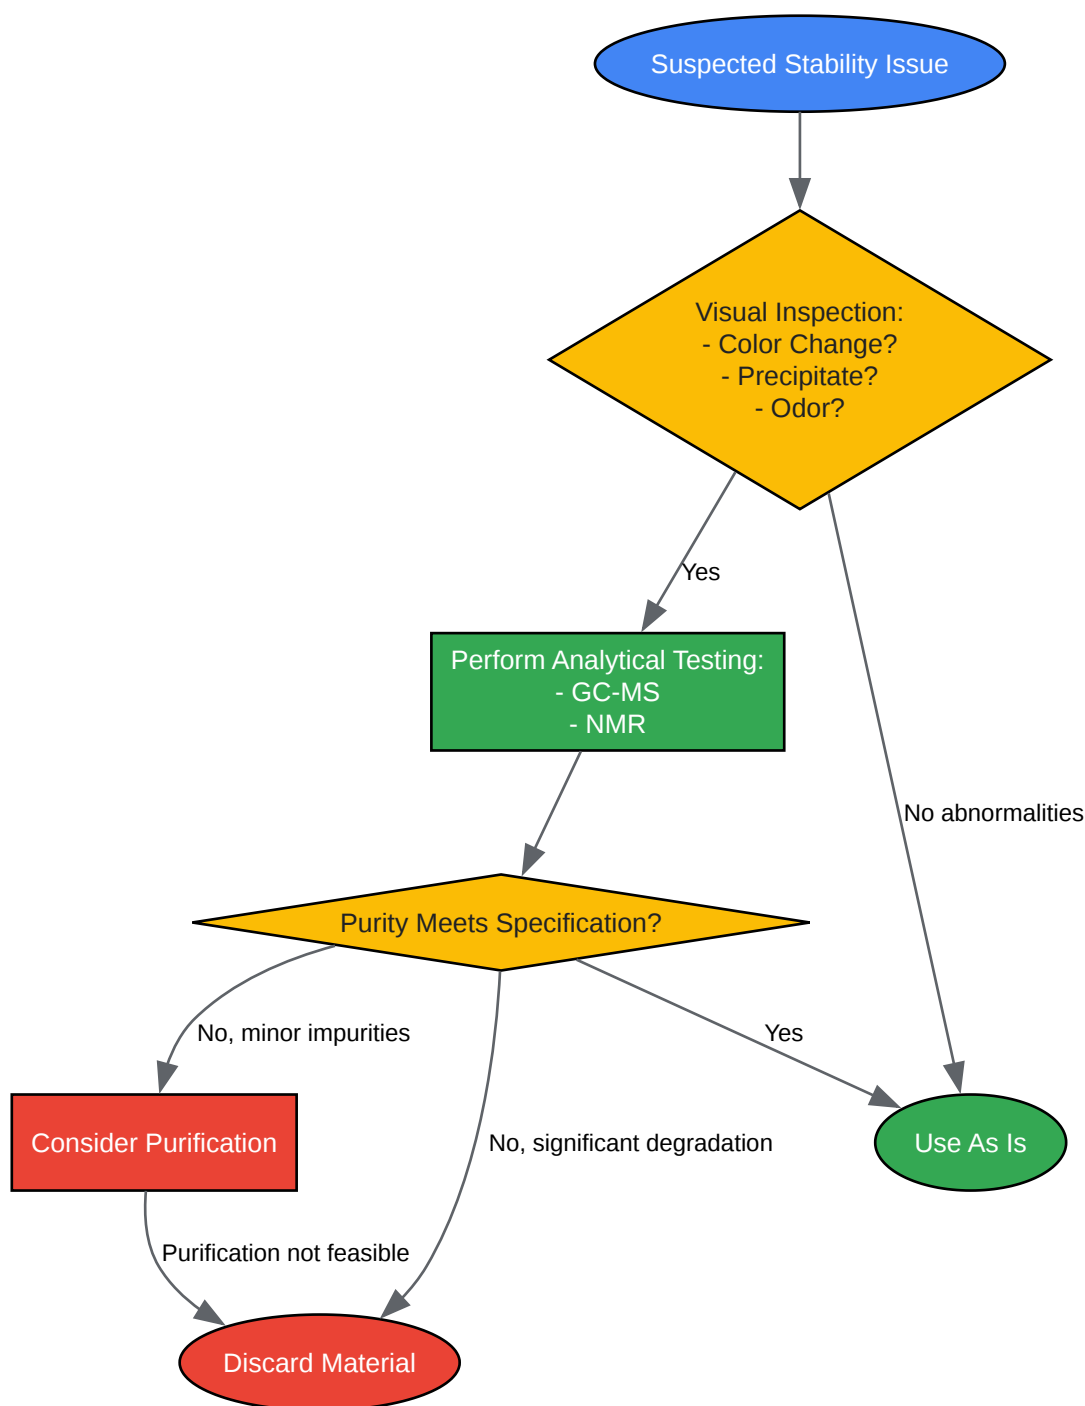 Suspected Stability Issue
Visual Inspection:
- Color Change?
- Precipitate?
- Odor?
Yes
Perform Analytical Testing:
- GC-MS
- NMR
No abnormalities
Purity Meets Specification?
No, minor impurities
Yes
Consider Purification
No, significant degradation
Use As Is
Purification not feasible
Discard Material